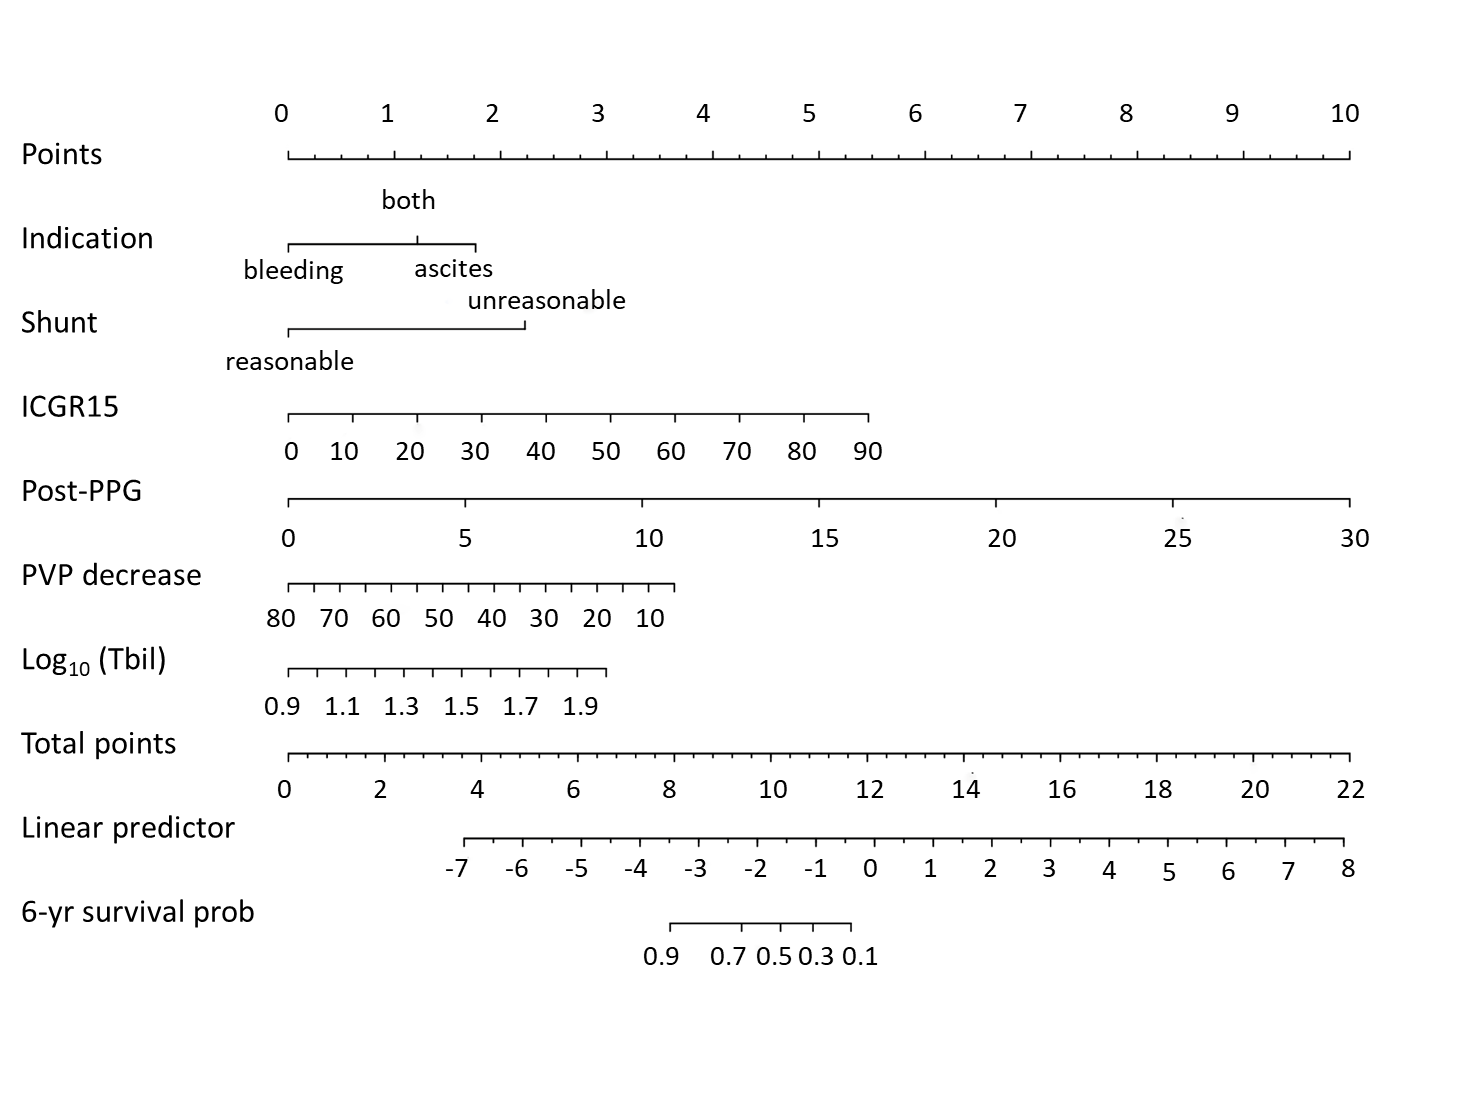 0 1 2 3 4 5 6 7 8 9 10
Points
both
Indication
bleeding ascites
unreasonable
Shunt
reasonable
ICGR15
0 10 20 30 40 50 60 70 80 90
Post-PPG
0 5 10 15 20 25 30
PVP decrease
80 70 60 50 40 30 20 10
Log₁₀ (Tbil)
0.9 1.1 1.3 1.5 1.7 1.9
Total points
0 2 4 6 8 10 12 14 16 18 20 22
Linear predictor
-7 -6 -5 -4 -3 -2 -1 0 1 2 3 4 5 6 7 8
6-yr survival prob
0.9 0.7 0.5 0.3 0.1